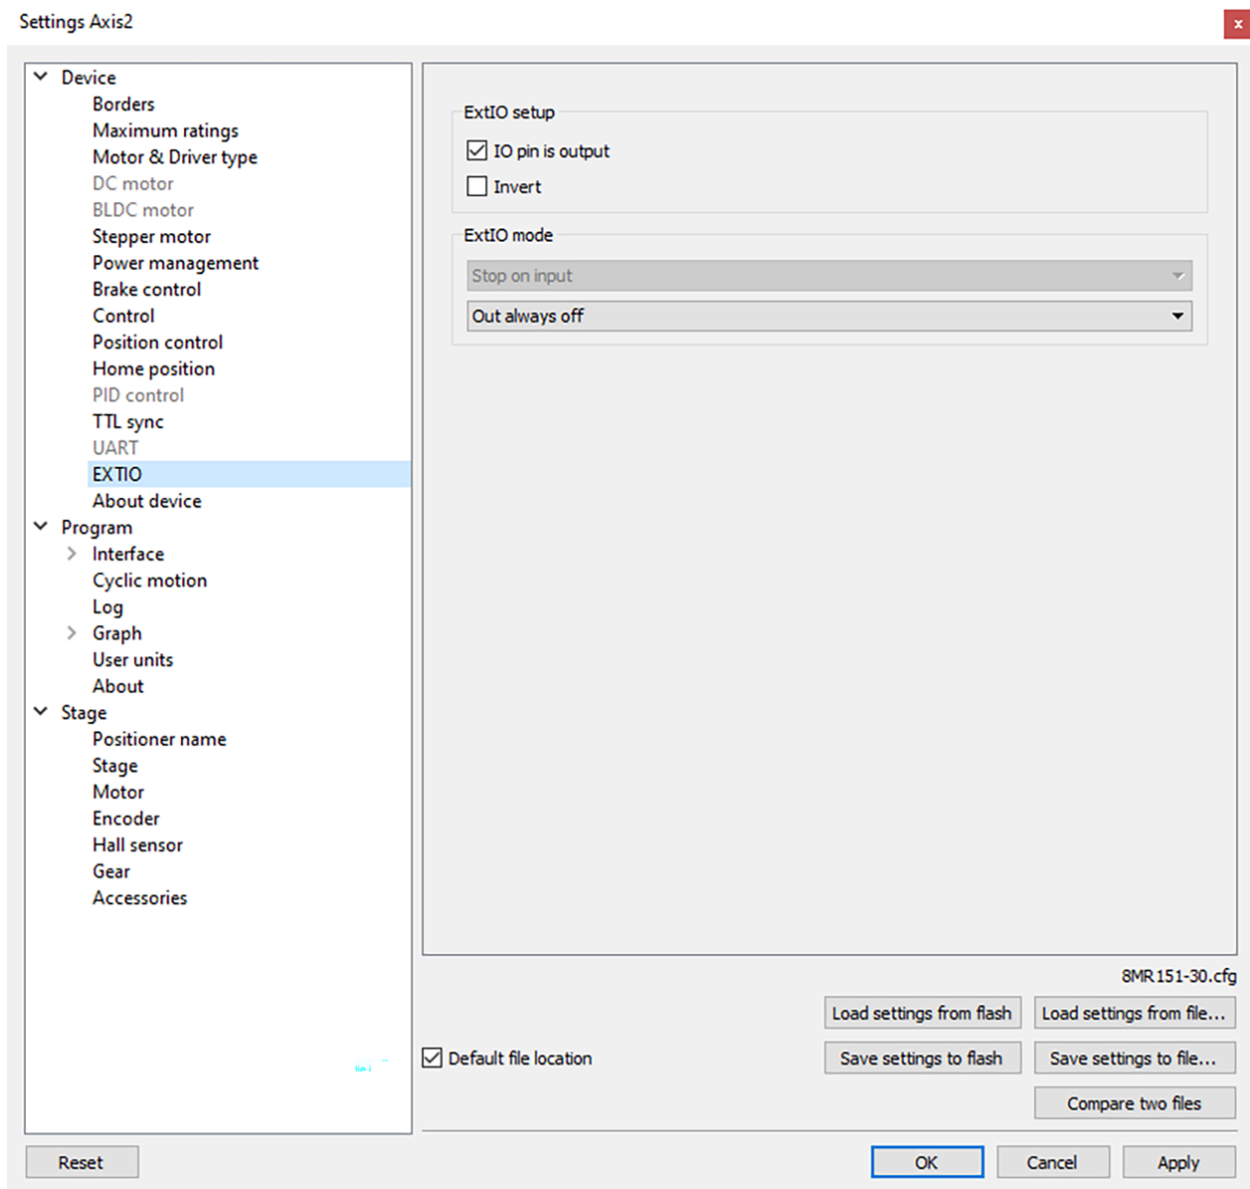 Settings Axis2
x
Device
Borders
Maximum ratings
Motor & Driver type
DC motor
BLDC motor
Stepper motor
Power management
Brake control
Control
Position control
Home position
PID control
TTL sync
UART
EXTIO
About device
Program
Interface
Cyclic motion
Log
Graph
User units
About
Stage
Positioner name
Stage
Motor
Encoder
Hall sensor
Gear
Accessories
ExtIO setup
IO pin is output
Invert
ExtIO mode
Stop on input
Out always off
8MR151-30.cfg
Load settings from flash
Load settings from file...
Default file location
Save settings to flash
Save settings to file...
Compare two files
Reset
OK
Cancel
Apply